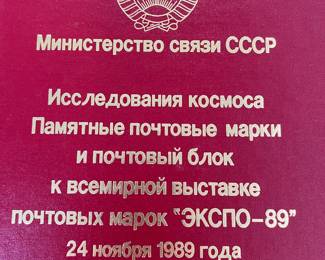 Министерство связи СССР
Исследования космоса
Памятные почтовые марки
и почтовый блок
к всемирной выставке
почтовых марок "ЭКСПО-89"
24 ноября 1989 года